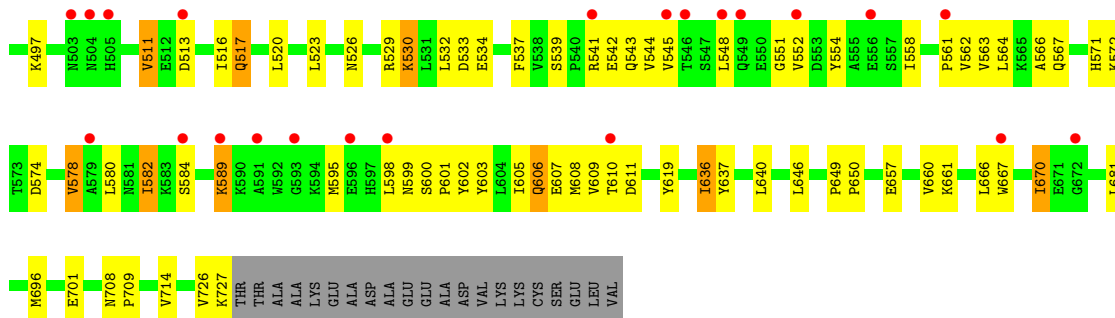 K497 N503 N504 H505 V511 E512 D513 I516 Q517 L520 L523 N526 R529 K530 L531 L532 D533 E534 F537 V538 S539 P540 R541 E542 Q543 V544 V545 T546 S547 L548 Q549 E550 G551 V552 D553 Y554 A555 E556 S557 I558 P561 V562 V563 L564 K565 A566 Q567 H571 K572
T573 D574 V578 A579 L580 N581 I582 K583 S584 K589 K590 A591 W592 G593 K594 M595 E596 H597 L598 N599 S600 P601 Y602 Y603 L604 I605 Q606 E607 M608 V609 T610 D611 Y619 I636 Y637 L640 L646 P649 P650 E657 V660 K661 L666 W667 I670 E671 G672 L681
M696 E701 N708 P709 V714 V726 K727 THR THR ALA ALA LYS GLU ALA ASP ALA GLU GLU ALA ASP VAL LYS LYS CYS SER GLU LEU VAL